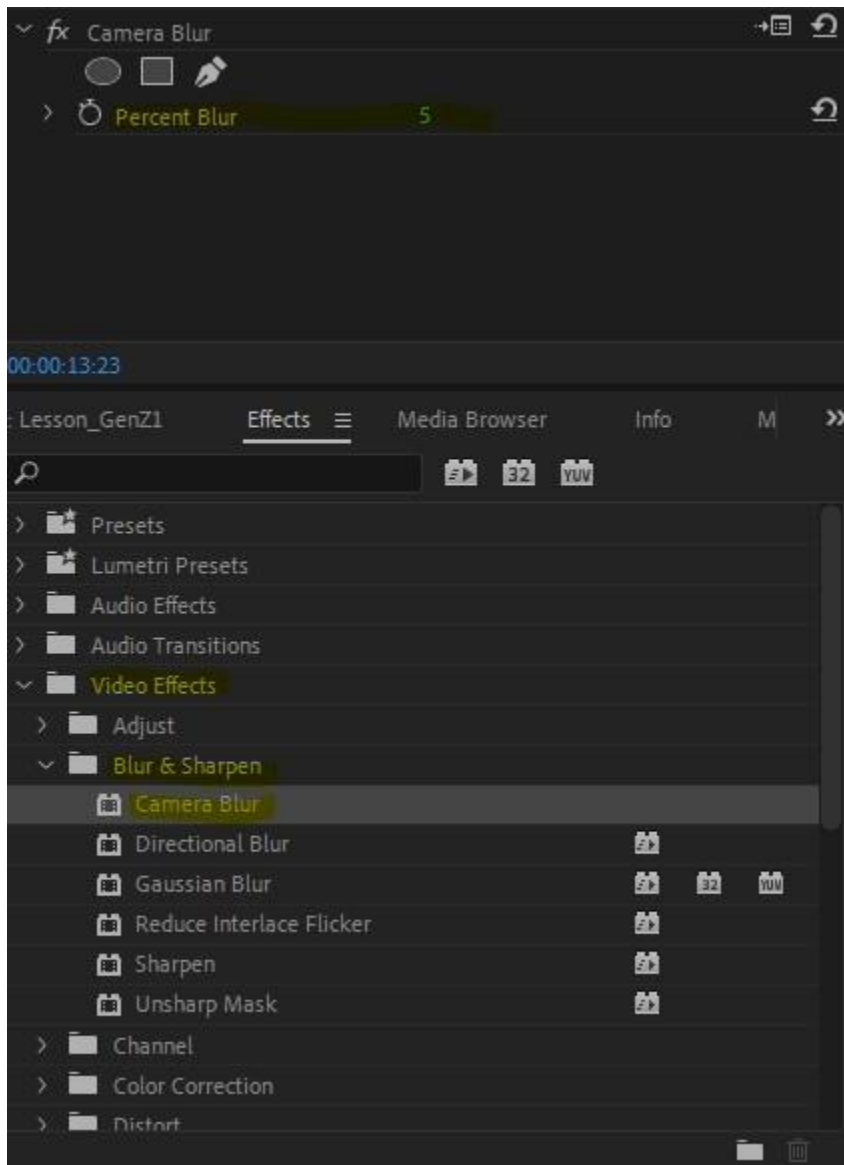 fx Camera Blur
Percent Blur 5
00:00:13:23
: Lesson_GenZ1 Effects Media Browser Info M
32 YUV
Presets
Lumetri Presets
Audio Effects
Audio Transitions
Video Effects
Adjust
Blur & Sharpen
Camera Blur
Directional Blur
Gaussian Blur 32 YUV
Reduce Interlace Flicker
Sharpen
Unsharp Mask
Channel
Color Correction
Distort